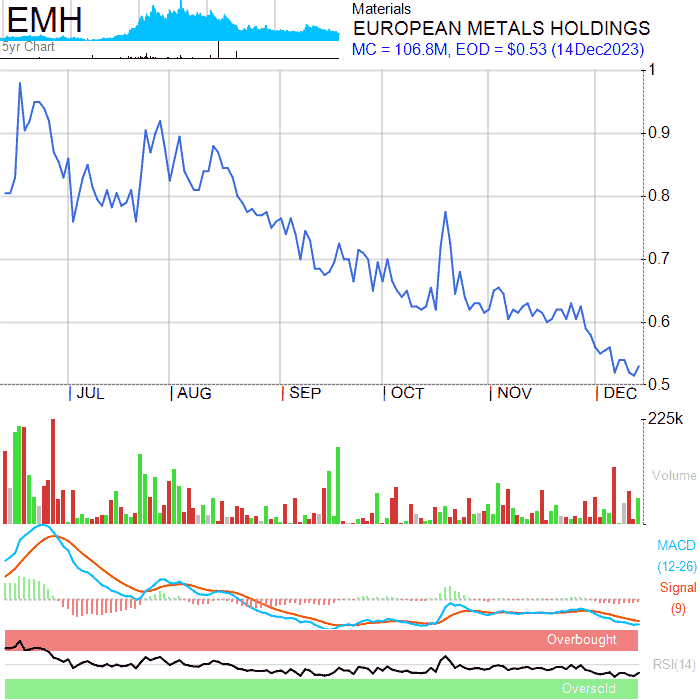 EMH
5yr Chart
Materials
EUROPEAN METALS HOLDINGS
MC = 106.8M, EOD = $0.53 (14Dec2023)
1
0.9
0.8
0.7
0.6
0.5
JUL AUG SEP OCT NOV DEC
225k
Volume
MACD
(12-26)
Signal
(9)
Overbought
RSI(14)
Oversold